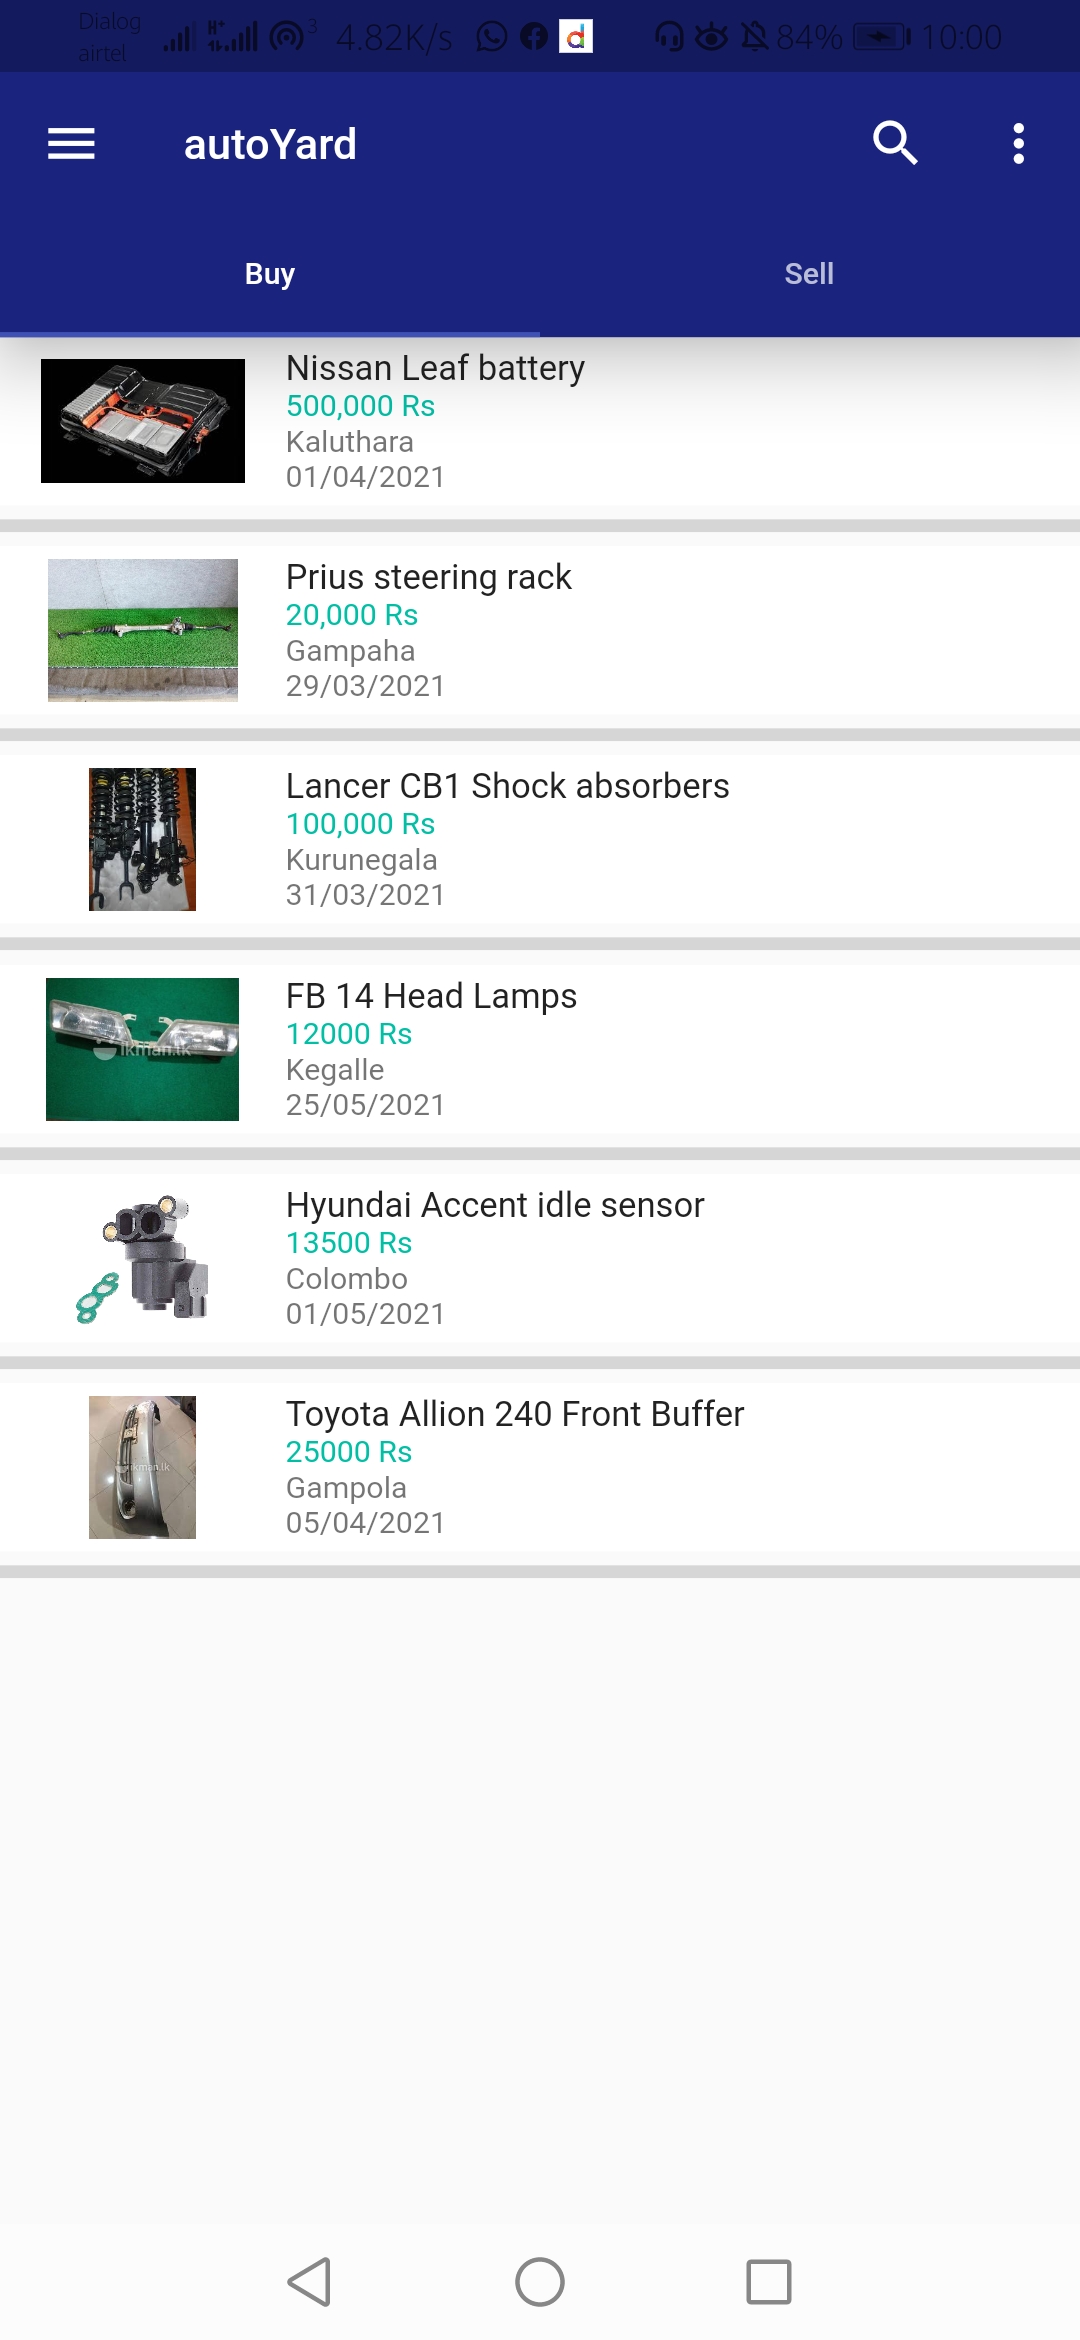 Dialog
airtel
H+
3
4.82K/s
84%
10:00
autoYard
Buy
Sell
Nissan Leaf battery
500,000 Rs
Kaluthara
01/04/2021
Prius steering rack
20,000 Rs
Gampaha
29/03/2021
Lancer CB1 Shock absorbers
100,000 Rs
Kurunegala
31/03/2021
FB 14 Head Lamps
12000 Rs
Kegalle
25/05/2021
ikman.lk
Hyundai Accent idle sensor
13500 Rs
Colombo
01/05/2021
Toyota Allion 240 Front Buffer
25000 Rs
Gampola
05/04/2021
ikman.lk